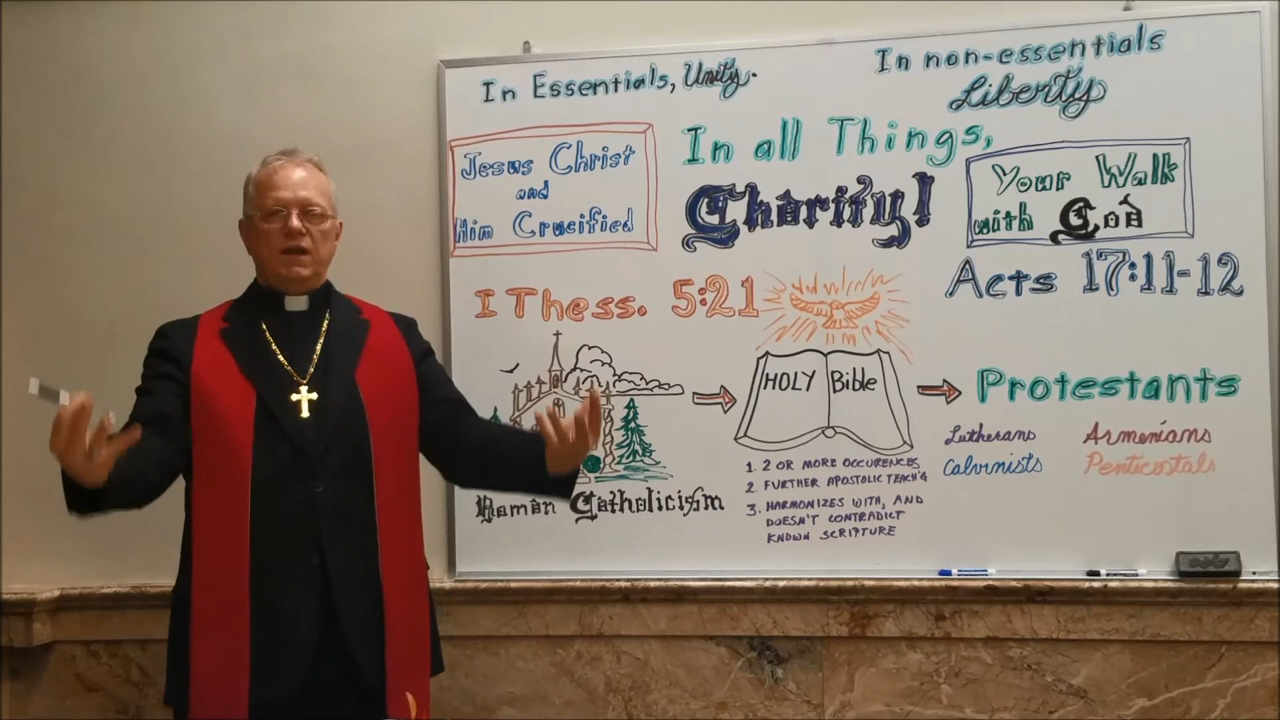 In Essentials, Unity.
In non-essentials
Liberty
In all Things,
Charity!
Jesus Christ
and
Him Crucified
Your Walk
with God
I Thess. 5:21
Acts 17:11-12
HOLY Bible
Protestants
Lutherans
Armenians
Calvinists
Penticostals
Roman Catholicism
1. 2 OR MORE OCCURENCES
2. FURTHER APOSTOLIC TEACH'G
3. HARMONIZES WITH, AND
DOESN'T CONTRADICT
KNOWN SCRIPTURE